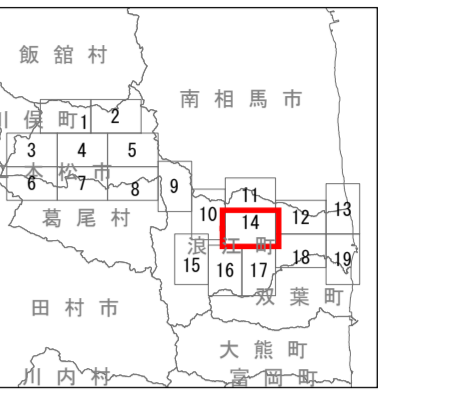 飯舘村
南相馬市
川俣町 1 2
3 4 5
二本松市
6 7 8 9
葛尾村
10 11 12 13
14
浪江町
15 16 17 18 19
双葉町
田村市
大熊町
川内村
富岡町